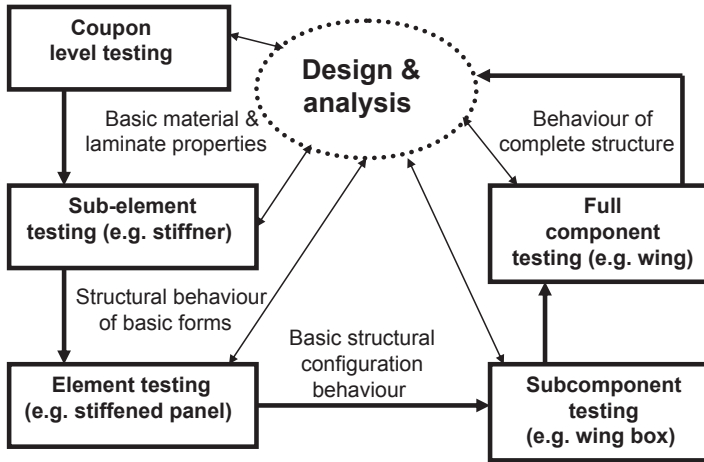 Coupon
level testing
Design &
analysis
Basic material &
laminate properties
Behaviour of
complete structure
Sub-element
testing (e.g. stiffner)
Full
component
testing (e.g. wing)
Structural behaviour
of basic forms
Basic structural
configuration
behaviour
Element testing
(e.g. stiffened panel)
Subcomponent
testing
(e.g. wing box)